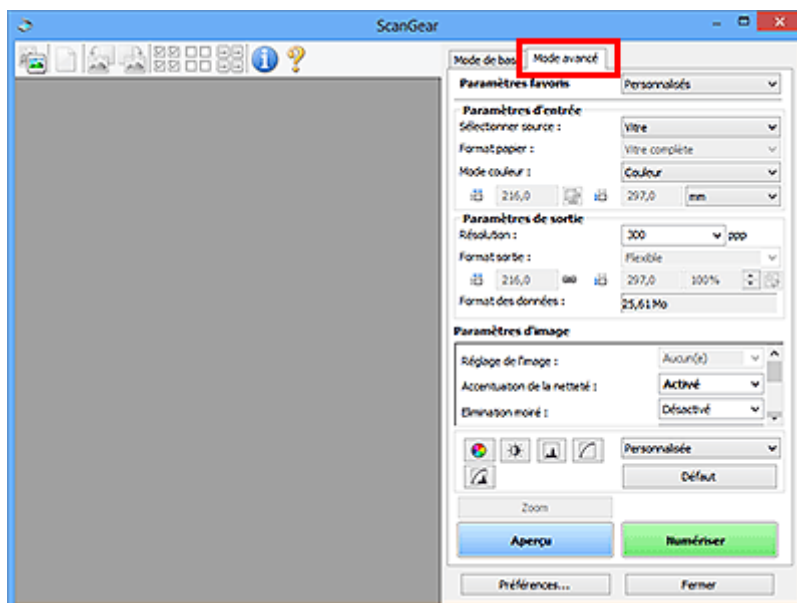 ScanGear
Mode de bas Mode avancé
Paramètres favoris Personnalisés
Paramètres d'entrée
Sélectionner source : Vitre
Format papier : Vitre complète
Mode couleur : Couleur
216,0 297,0 mm
Paramètres de sortie
Résolution : 300 ppp
Format sortie : Flexible
216,0 297,0 100%
Format des données : 25,61Mo
Paramètres d'image
Réglage de l'image : Aucun(e)
Accentuation de la netteté : Activé
Elimination moiré : Désactivé
Personnalisée
Défaut
Zoom
Aperçu Numériser
Préférences... Fermer